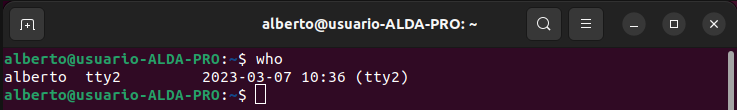 alberto@usuario-ALDA-PRO: ~
alberto@usuario-ALDA-PRO:~$ who
alberto  tty2         2023-03-07 10:36 (tty2)
alberto@usuario-ALDA-PRO:~$